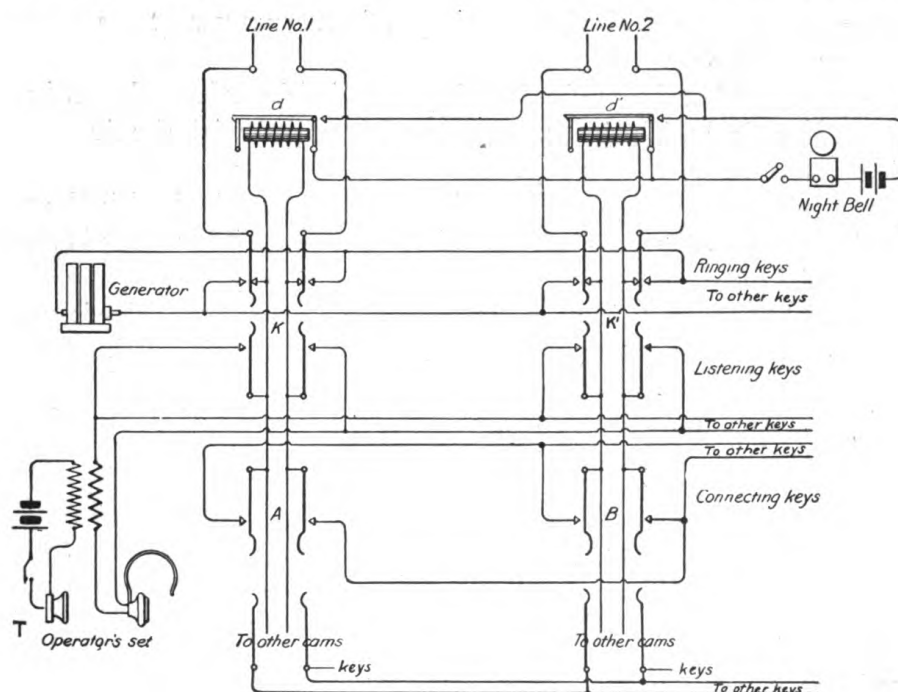 Line No.1
Line No.2
d
d'
Night Bell
Ringing keys
Generator
To other keys
K
K'
Listening keys
To other keys
To other keys
Connecting keys
A
B
T
Operator's set
To other cams
To other cams
keys
keys
To other keys